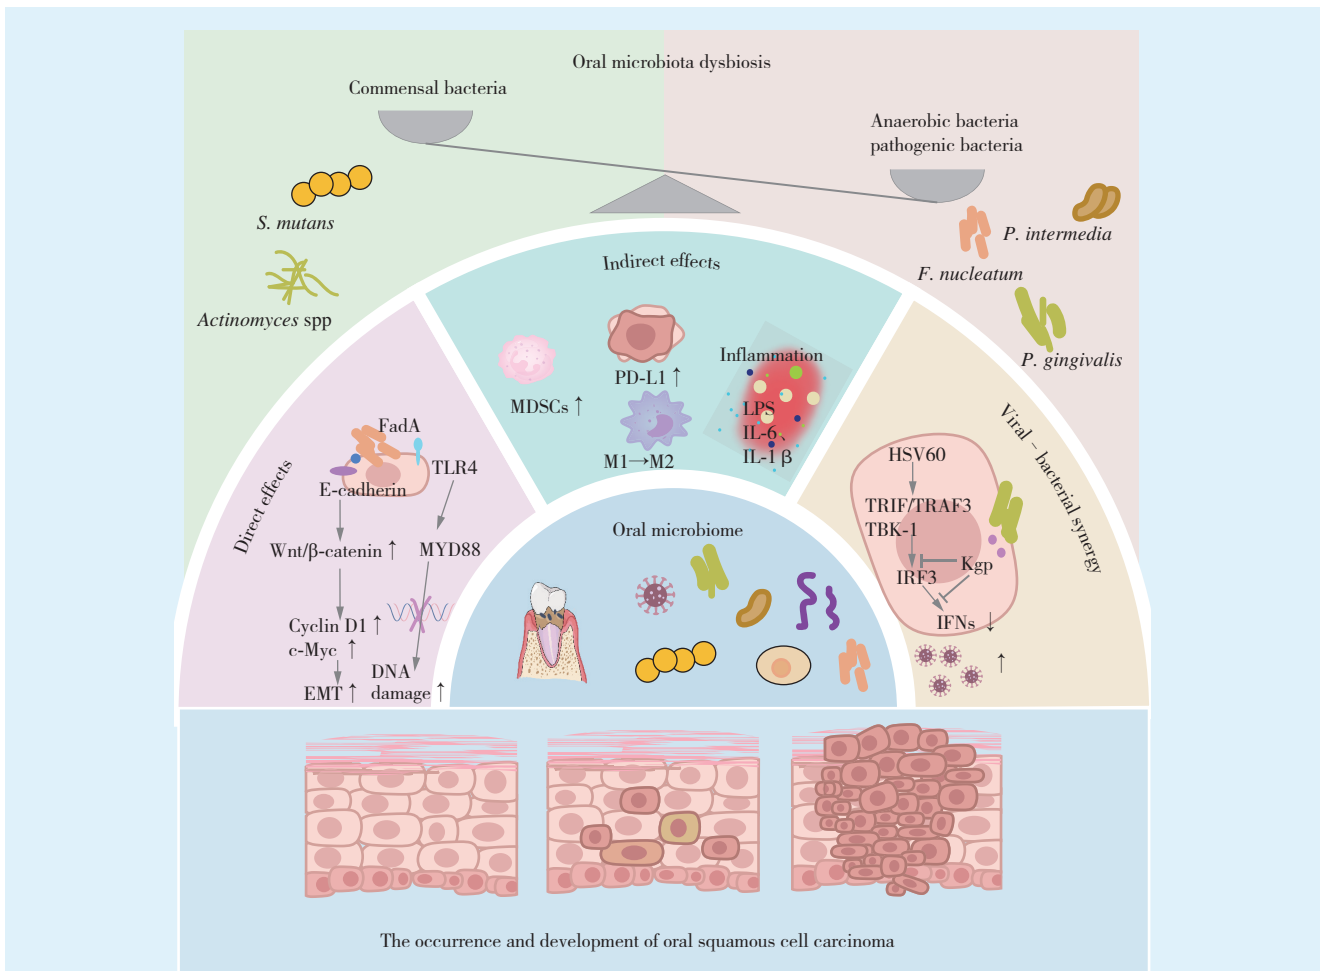 Oral microbiota dysbiosis
Commensal bacteria
Anaerobic bacteria
pathogenic bacteria
S. mutans
Actinomyces spp
P. intermedia
F. nucleatum
P. gingivalis
Indirect effects
MDSCs ↑
PD-L1 ↑
M1→M2
Inflammation
LPS
IL-6、
IL-1 β
Direct effects
FadA
TLR4
E-cadherin
Wnt/β-catenin ↑
MYD88
Cyclin D1 ↑
c-Myc ↑
EMT ↑
DNA
damage ↑
Viral – bacterial synergy
HSV60
TRIF/TRAF3
TBK-1
IRF3
Kgp
IFNs ↓
↑
Oral microbiome
The occurrence and development of oral squamous cell carcinoma